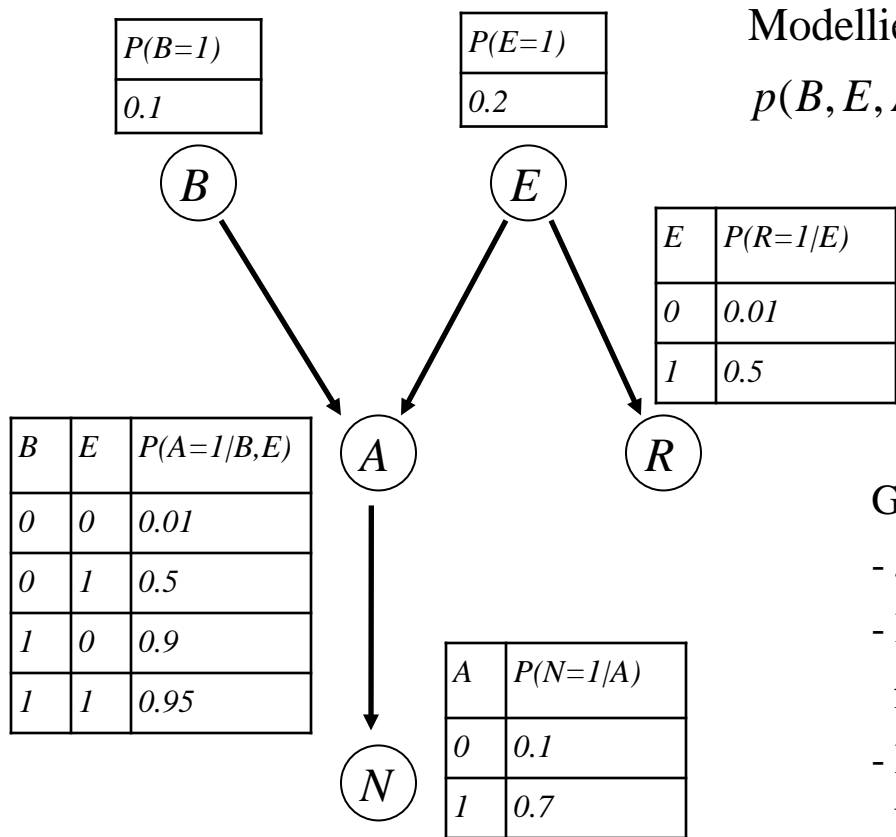 P(B=1)
0.1
P(E=1)
0.2
p(B, E,
B
E
E P(R=1/E)
0 0.01
1 0.5
B E P(A=1/B,E)
0 0 0.01
0 1 0.5
1 0 0.9
1 1 0.95
A
R
A P(N=1/A)
0 0.1
1 0.7
N